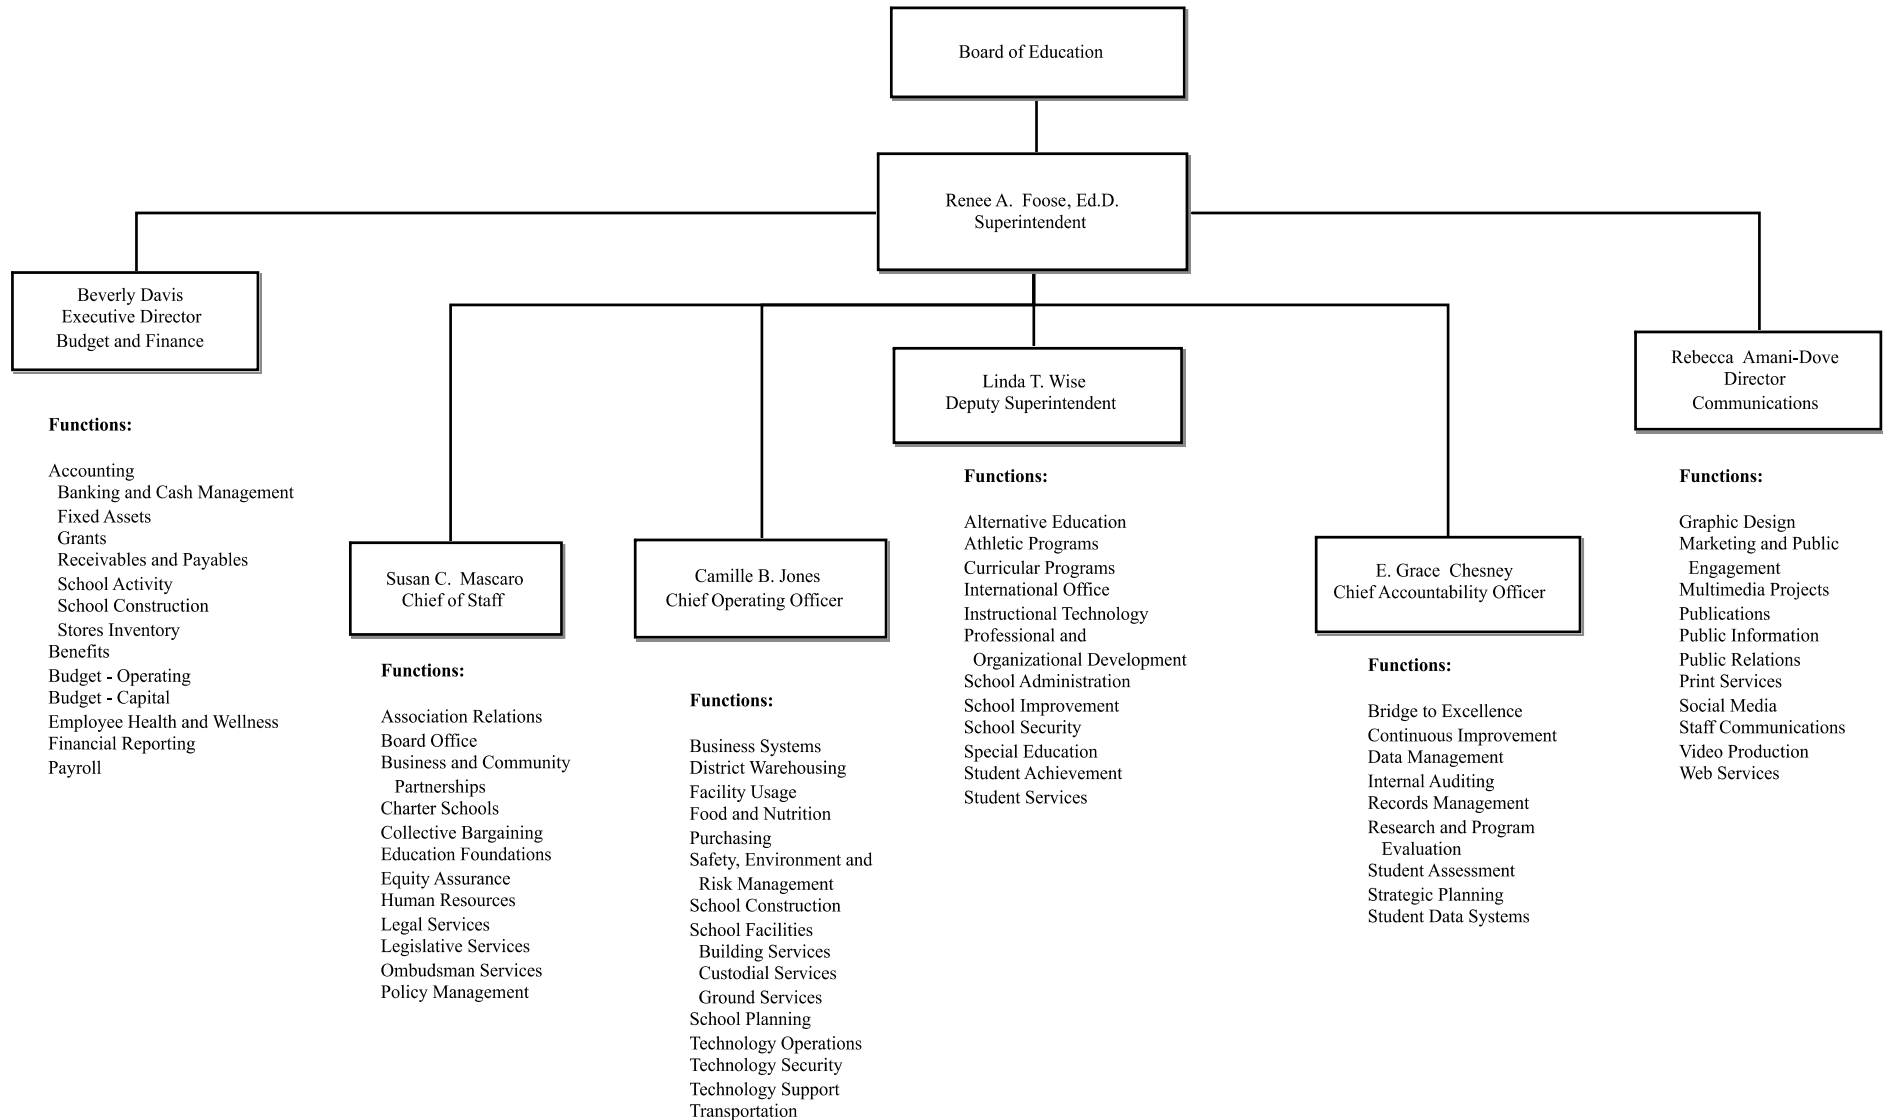 Board of Education
Renee A. Foose, Ed.D.
Superintendent
Beverly Davis
Executive Director
Budget and Finance
Functions:
Accounting
Banking and Cash Management
Fixed Assets
Grants
Receivables and Payables
School Activity
School Construction
Stores Inventory
Benefits
Budget - Operating
Budget - Capital
Employee Health and Wellness
Financial Reporting
Payroll
Susan C. Mascaro
Chief of Staff
Functions:
Association Relations
Board Office
Business and Community
Partnerships
Charter Schools
Collective Bargaining
Education Foundations
Equity Assurance
Human Resources
Legal Services
Legislative Services
Ombudsman Services
Policy Management
Camille B. Jones
Chief Operating Officer
Functions:
Business Systems
District Warehousing
Facility Usage
Food and Nutrition
Purchasing
Safety, Environment and
Risk Management
School Construction
School Facilities
Building Services
Custodial Services
Ground Services
School Planning
Technology Operations
Technology Security
Technology Support
Transportation
Linda T. Wise
Deputy Superintendent
Functions:
Alternative Education
Athletic Programs
Curricular Programs
International Office
Instructional Technology
Professional and
Organizational Development
School Administration
School Improvement
School Security
Special Education
Student Achievement
Student Services
E. Grace Chesney
Chief Accountability Officer
Functions:
Bridge to Excellence
Continuous Improvement
Data Management
Internal Auditing
Records Management
Research and Program
Evaluation
Student Assessment
Strategic Planning
Student Data Systems
Rebecca Amani-Dove
Director
Communications
Functions:
Graphic Design
Marketing and Public
Engagement
Multimedia Projects
Publications
Public Information
Public Relations
Print Services
Social Media
Staff Communications
Video Production
Web Services